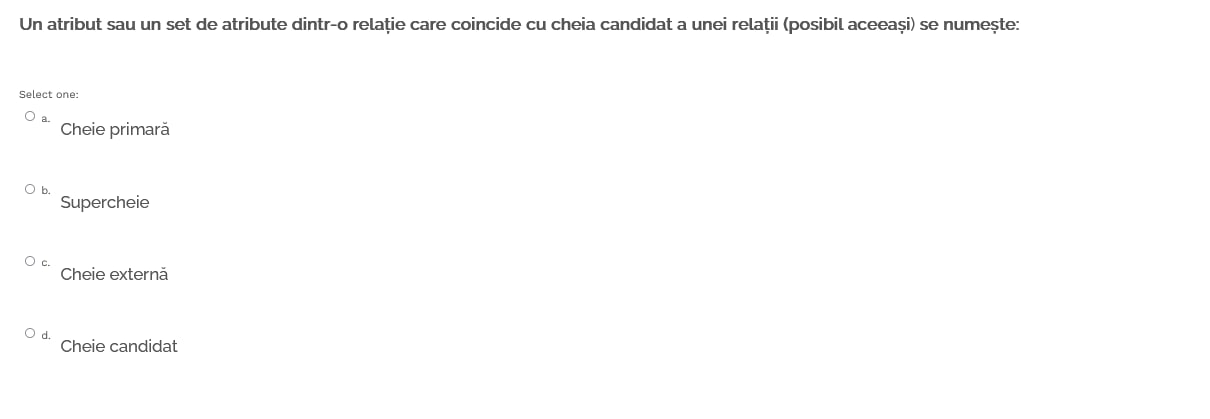 Un atribut sau un set de atribute dintr-o relație care coincide cu cheia candidat a unei relații (posibil aceeași) se numește:
Select one:
a. Cheie primară
b. Supercheie
c. Cheie externă
d. Cheie candidat